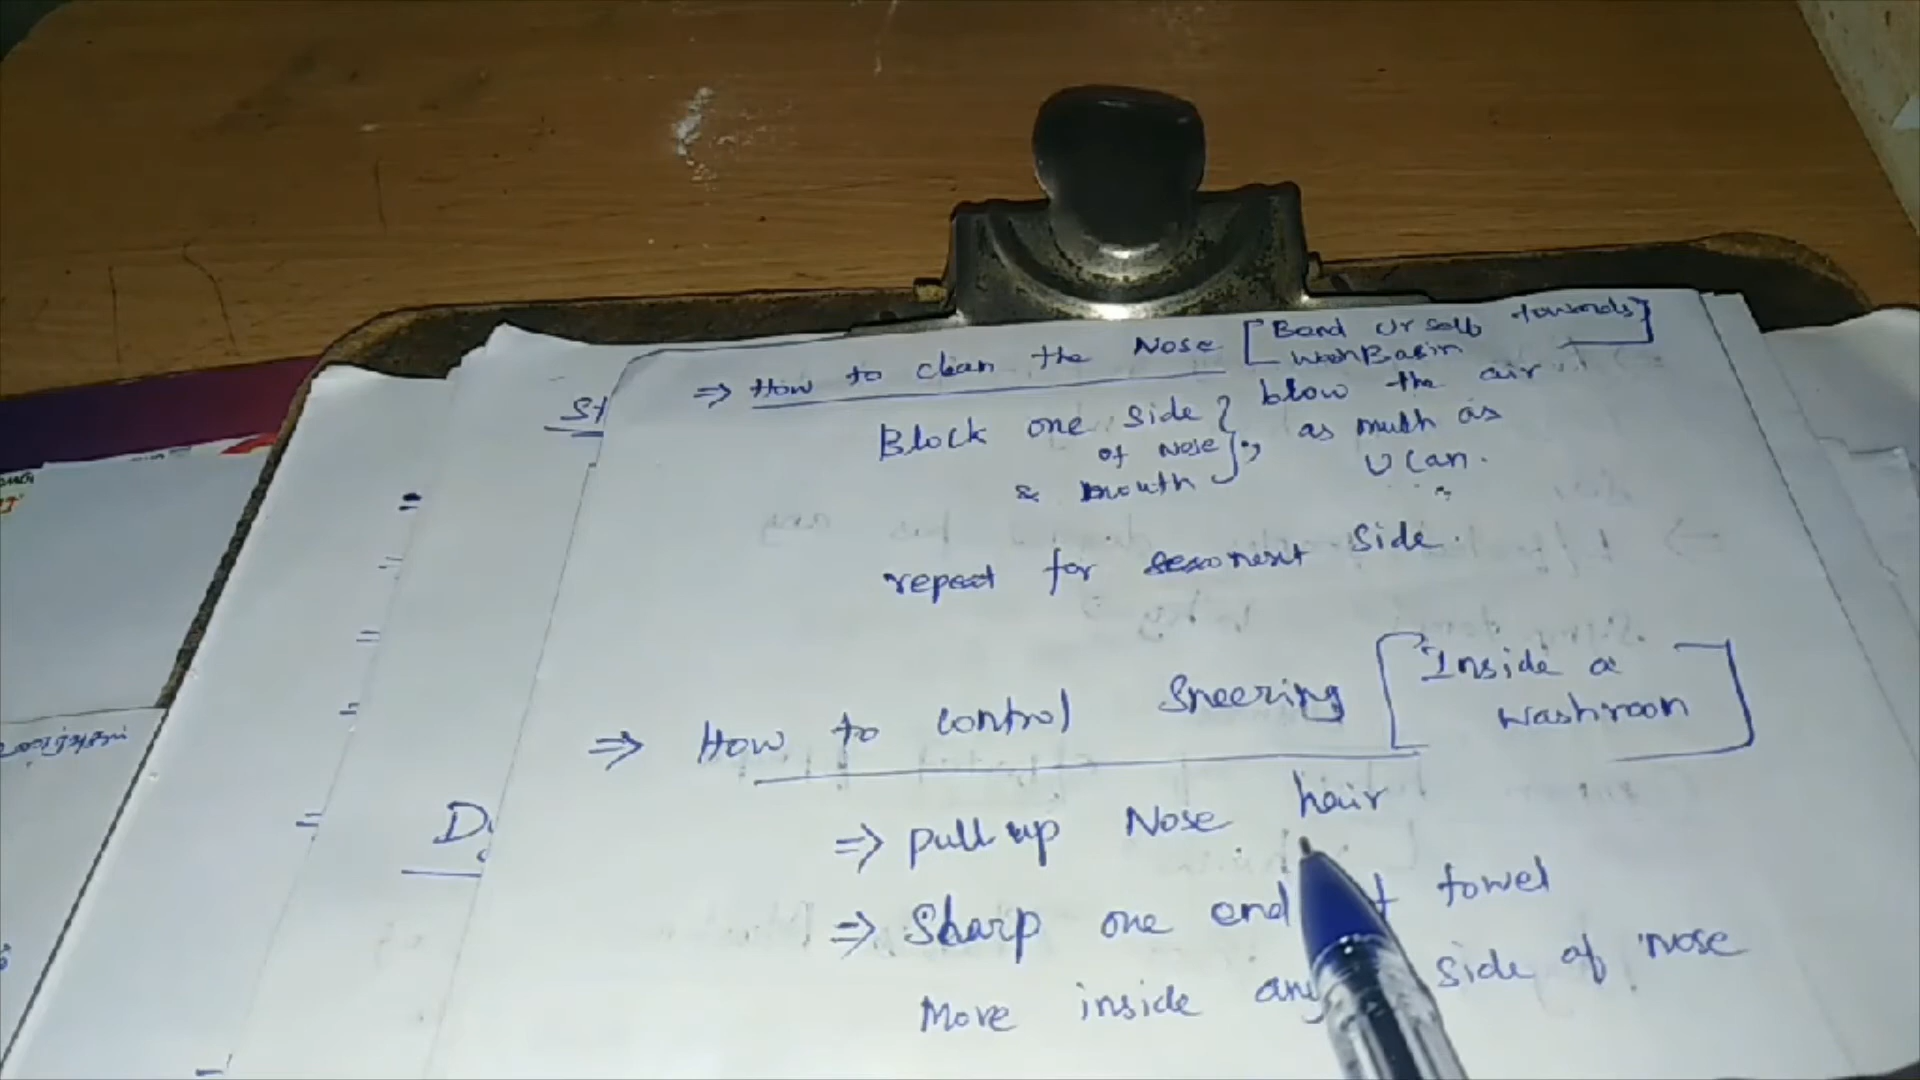 ⇒ How to clean the Nose [Bend Ur self towards
WashBasin]
Block one side } blow the air
of Nose }; as much as
& mouth U Can.
repeat for next side.
⇒ How to control Sneezing [Inside a
washroom]
⇒ pull up Nose hair
⇒ Sharp one end towel
Move inside any side of Nose
St
D